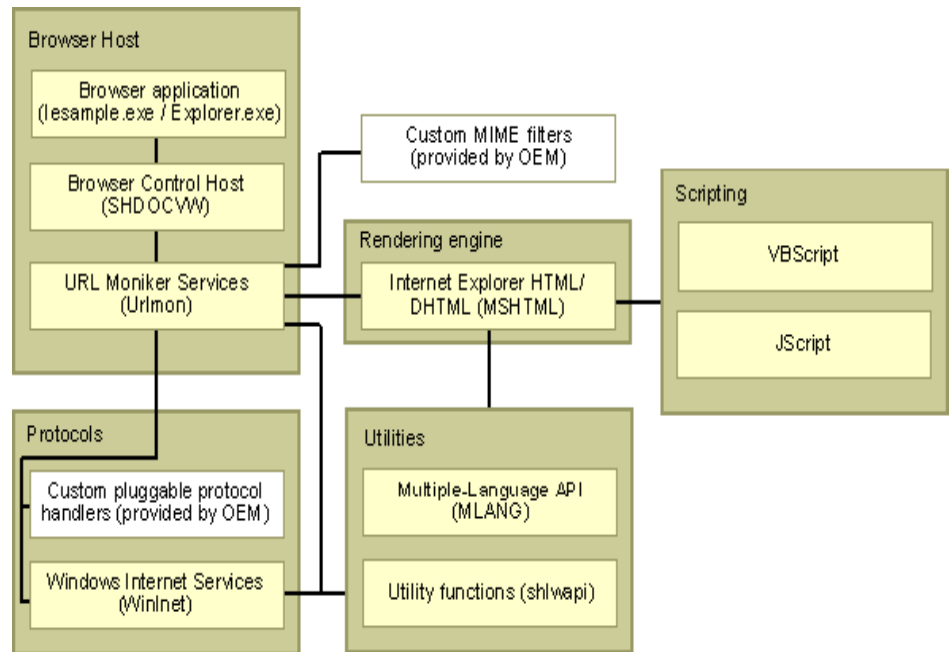 Browser Host
Browser application
(Iesample.exe / Explorer.exe)
Browser Control Host
(SHDOCVW)
URL Moniker Services
(Urlmon)
Custom MIME filters
(provided by OEM)
Rendering engine
Internet Explorer HTML/
DHTML (MSHTML)
Scripting
VBScript
JScript
Protocols
Custom pluggable protocol
handlers (provided by OEM)
Windows Internet Services
(WinInet)
Utilities
Multiple-Language API
(MLANG)
Utility functions (shlwapi)